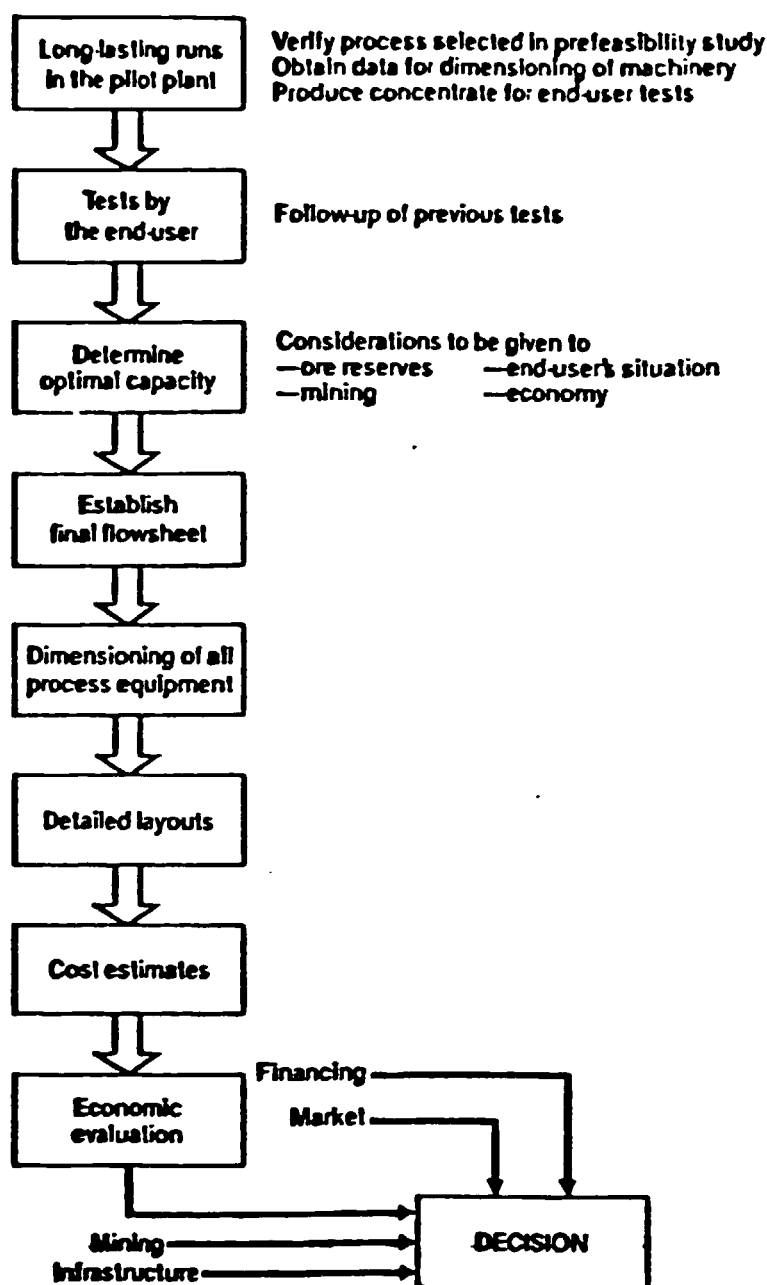 Long-lasting runs
in the pilot plant
Verify process selected in prefeasibility study
Obtain data for dimensioning of machinery
Produce concentrate for end-user tests
Tests by
the end-user
Follow-up of previous tests
Determine
optimal capacity
Considerations to be given to
—ore reserves —end-user's situation
—mining —economy
Establish
final flowsheet
Dimensioning of all
process equipment
Detailed layouts
Cost estimates
Economic
evaluation
Financing
Market
Mining
Infrastructure
DECISION